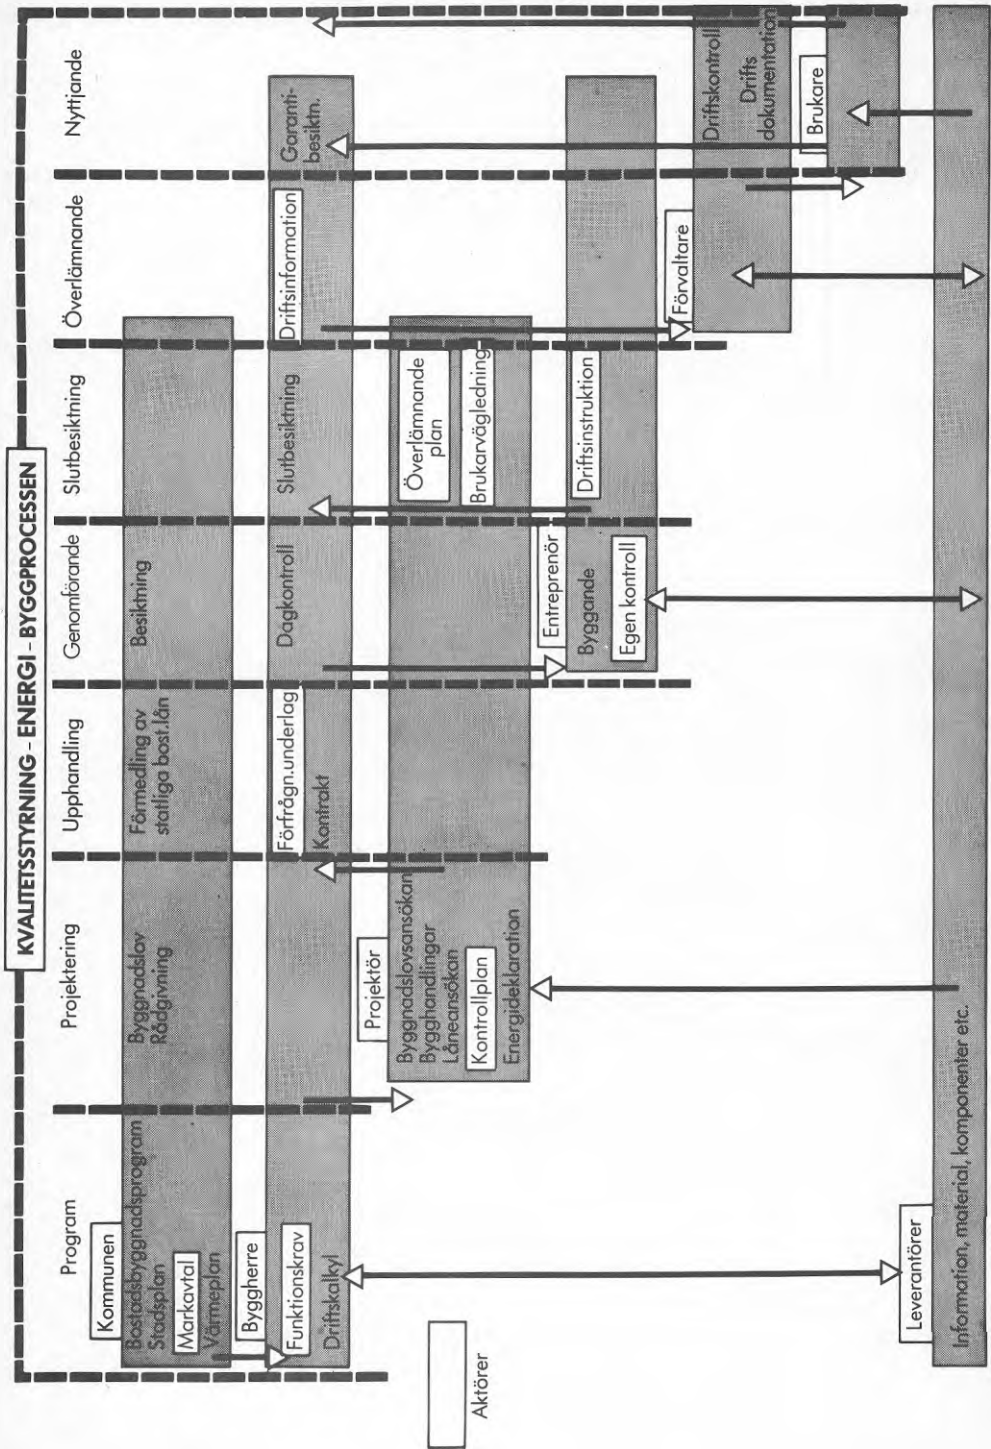 KVALITETSSTYRNING - ENERGI - BYGGPROCESSEN
Program
Projektering
Upphandling
Genomförande
Slutbesiktning
Överlämnande
Nyttjande
Kommunen
Bostadsbyggnadsprogram
Stadsplan
Markavtal
Värmeplan
Byggnadslov
Rådgivning
Förmedling av
statliga bost.lån
Besiktning
Byggherre
Funktionskrav
Driftskalkyl
Förfrågn.underlag
Kontrakt
Dagkontroll
Slutbesiktning
Driftsinformation
Garanti-
besiktn.
Projektör
Byggnadslovsansökan
Bygghandlingar
Låneansökan
Kontrollplan
Energideklaration
Överlämnande
plan
Brukarvägledning
Entreprenör
Byggande
Egen kontroll
Driftsinstruktion
Förvaltare
Driftskontroll
Drifts
dokumentation
Brukare
Leverantörer
Information, material, komponenter etc.
Aktörer